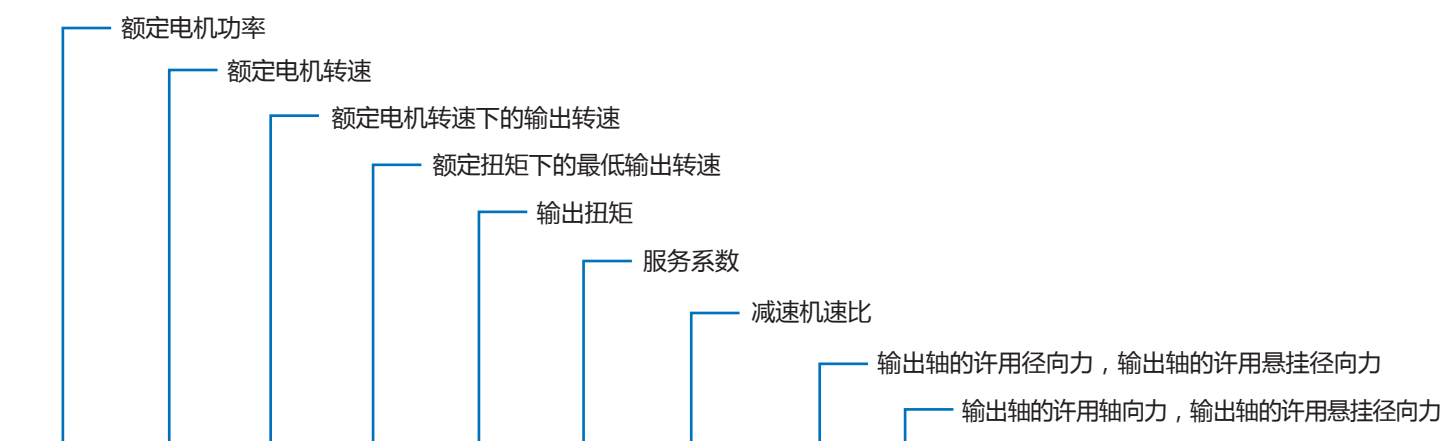 额定电机功率
额定电机转速
额定电机转速下的输出转速
额定扭矩下的最低输出转速
输出扭矩
服务系数
减速机速比
输出轴的许用径向力，输出轴的许用悬挂径向力
输出轴的许用轴向力，输出轴的许用悬挂径向力